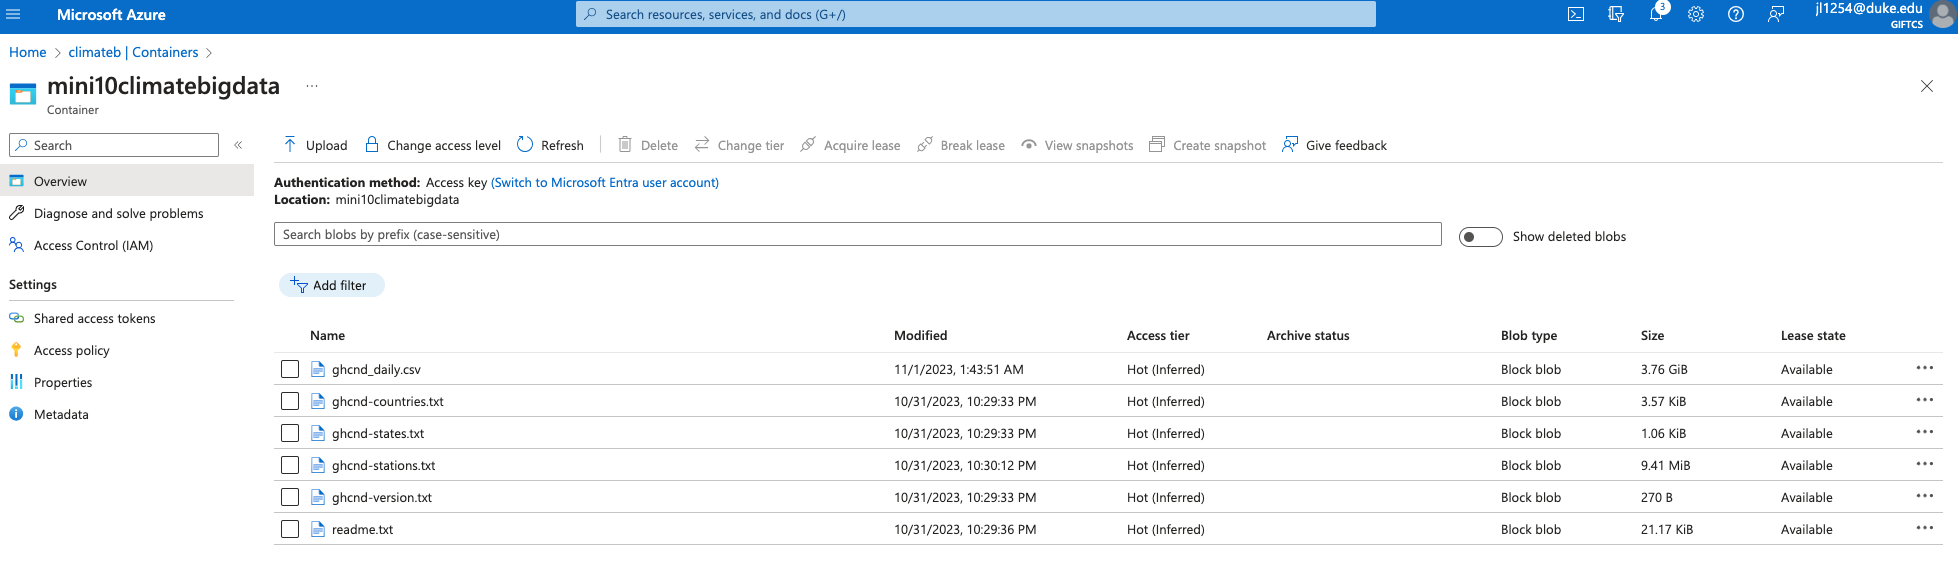 Microsoft Azure
Search resources, services, and docs (G+/)
3
jl1254@duke.edu
GIFTCS
Home > climateb | Containers >
mini10climatebigdata ...
Container
Search «
Overview
Diagnose and solve problems
Access Control (IAM)
Settings
Shared access tokens
Access policy
Properties
Metadata
Upload Change access level Refresh Delete Change tier Acquire lease Break lease View snapshots Create snapshot Give feedback
Authentication method: Access key (Switch to Microsoft Entra user account)
Location: mini10climatebigdata
Search blobs by prefix (case-sensitive)
Show deleted blobs
Add filter
Name Modified Access tier Archive status Blob type Size Lease state
ghcnd_daily.csv 11/1/2023, 1:43:51 AM Hot (Inferred) Block blob 3.76 GiB Available ...
ghcnd-countries.txt 10/31/2023, 10:29:33 PM Hot (Inferred) Block blob 3.57 KiB Available ...
ghcnd-states.txt 10/31/2023, 10:29:33 PM Hot (Inferred) Block blob 1.06 KiB Available ...
ghcnd-stations.txt 10/31/2023, 10:30:12 PM Hot (Inferred) Block blob 9.41 MiB Available ...
ghcnd-version.txt 10/31/2023, 10:29:33 PM Hot (Inferred) Block blob 270 B Available ...
readme.txt 10/31/2023, 10:29:36 PM Hot (Inferred) Block blob 21.17 KiB Available ...